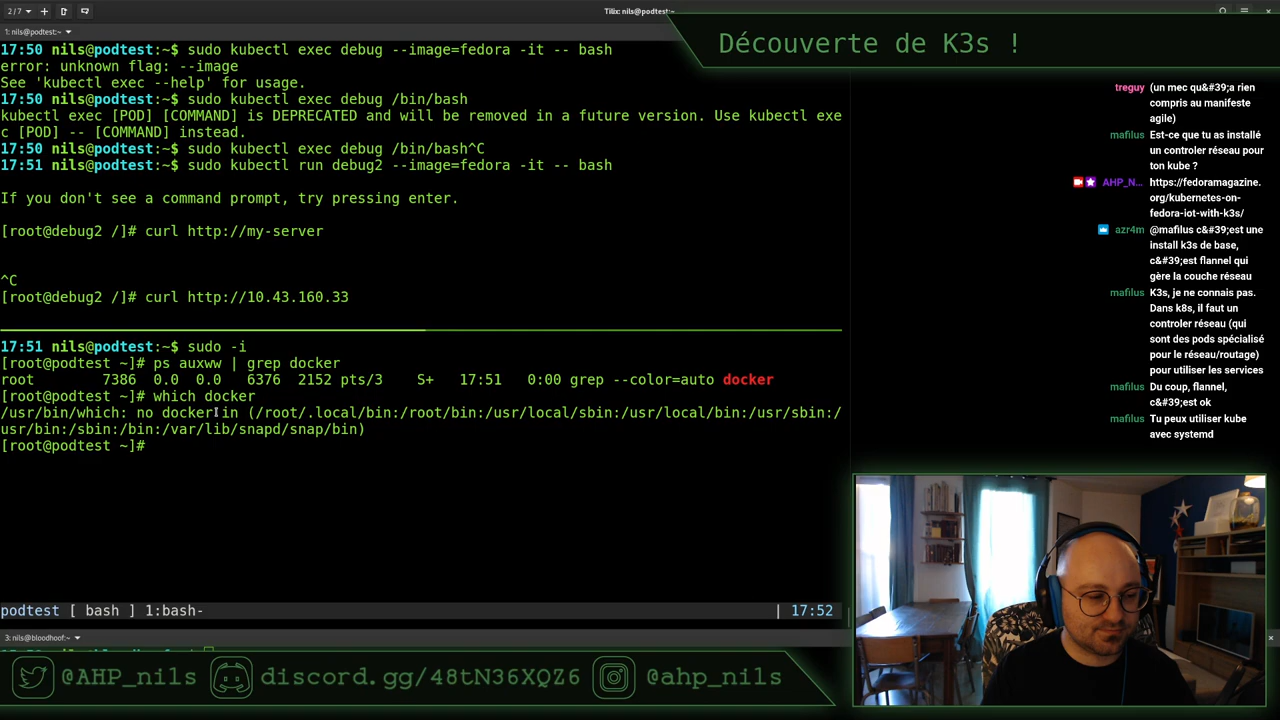 2/7
Tilix: nils@podtest:~
1: nils@podtest:~
Découverte de K3s !
17:50 nils@podtest:~$ sudo kubectl exec debug --image=fedora -it -- bash
error: unknown flag: --image
See 'kubectl exec --help' for usage.
17:50 nils@podtest:~$ sudo kubectl exec debug /bin/bash
kubectl exec [POD] [COMMAND] is DEPRECATED and will be removed in a future version. Use kubectl exe
c [POD] -- [COMMAND] instead.
17:50 nils@podtest:~$ sudo kubectl exec debug /bin/bash^C
17:51 nils@podtest:~$ sudo kubectl run debug2 --image=fedora -it -- bash
If you don't see a command prompt, try pressing enter.
[root@debug2 /]# curl http://my-server
^C
[root@debug2 /]# curl http://10.43.160.33
17:51 nils@podtest:~$ sudo -i
[root@podtest ~]# ps auxww | grep docker
root 7386 0.0 0.0 6376 2152 pts/3 S+ 17:51 0:00 grep --color=auto docker
[root@podtest ~]# which docker
/usr/bin/which: no docker in (/root/.local/bin:/root/bin:/usr/local/sbin:/usr/local/bin:/usr/sbin:/
usr/bin:/sbin:/bin:/var/lib/snapd/snap/bin)
[root@podtest ~]#
podtest [ bash ] 1:bash- | 17:52
3: nils@bloodhoof:~
treguy (un mec qu&#39;a rien
compris au manifeste
agile)
mafilus Est-ce que tu as installé
un controler réseau pour
ton kube ?
AHP_N... https://fedoramagazine.
org/kubernetes-on-
fedora-iot-with-k3s/
azr4m @mafilus c&#39;est une
install k3s de base,
c&#39;est flannel qui
gère la couche réseau
mafilus K3s, je ne connais pas.
Dans k8s, il faut un
controler réseau (qui
sont des pods spécialisé
pour le réseau/routage)
pour utiliser les services
mafilus Du coup, flannel,
c&#39;est ok
mafilus Tu peux utiliser kube
avec systemd
@AHP_nils discord.gg/48tN36XQZ6 @ahp_nils